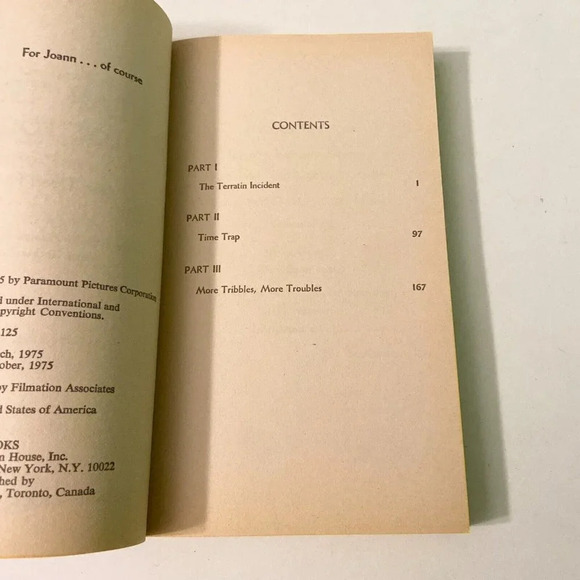 For Joann . . . of course
5 by Paramount Pictures Corporation
d under International and
pyright Conventions.
125
ch, 1975
ober, 1975
by Filmation Associates
d States of America
OKS
n House, Inc.
New York, N.Y. 10022
hed by
, Toronto, Canada
CONTENTS
PART I
The Terratin Incident 1
PART II
Time Trap 97
PART III
More Tribbles, More Troubles 167